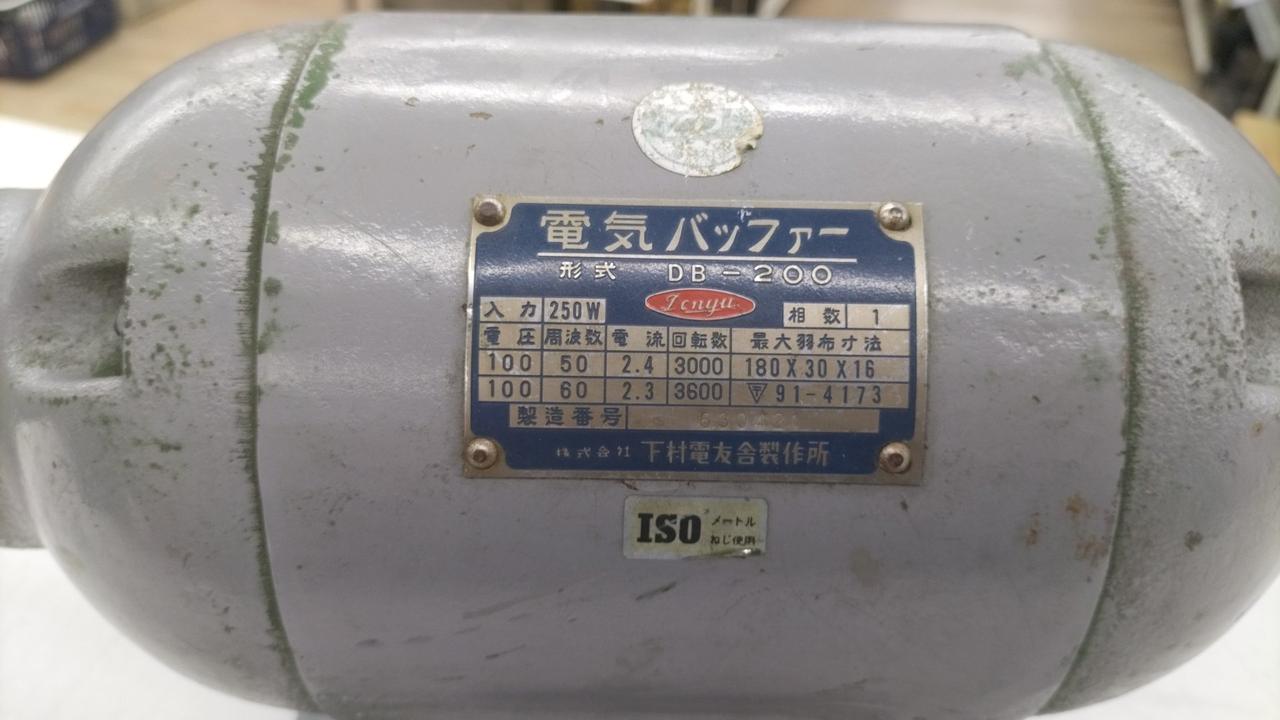 電気バッファー
形式 DB-200
入力 250W Denyu 相数 1
電圧 周波数 電流 回転数 最大羽布寸法
100 50 2.4 3000 180X30X16
100 60 2.3 3600 91-4173
製造番号
株式会社 下村電友舎製作所
ISO メートル
ねじ使用